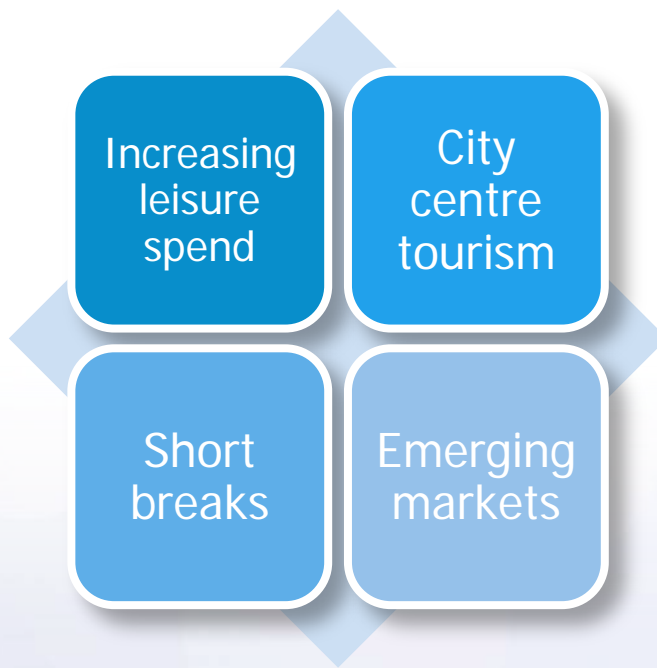 Increasing
leisure
spend
City
centre
tourism
Short
breaks
Emerging
markets